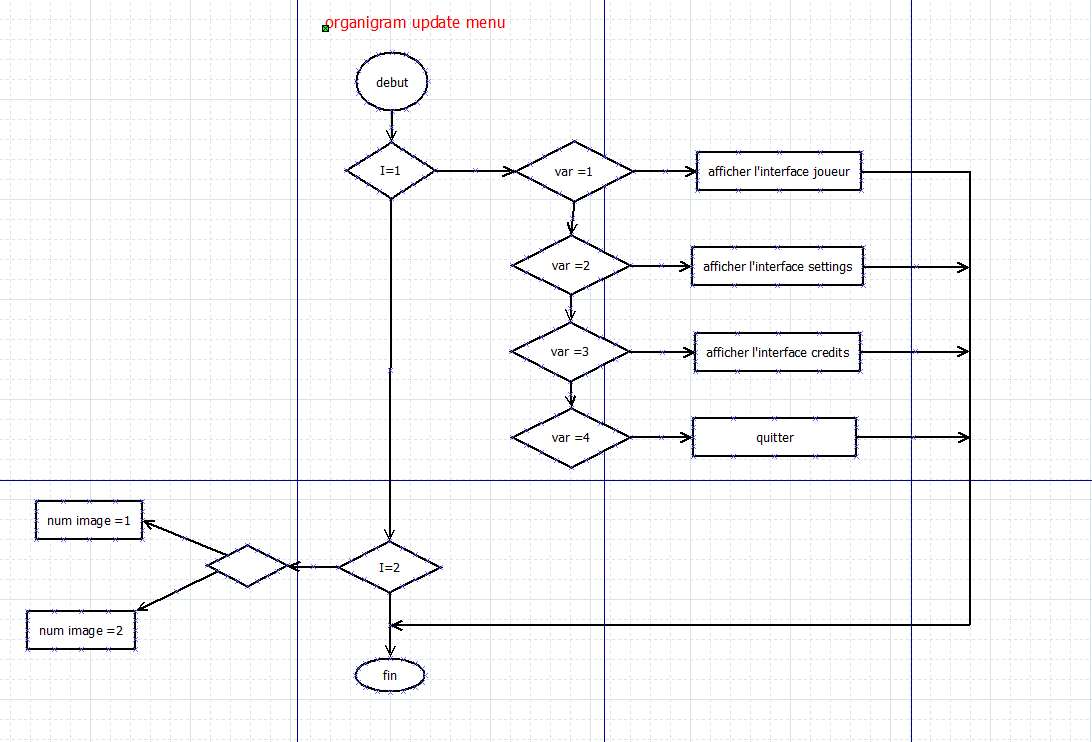 organigram update menu
debut
I=1
var =1
afficher l'interface joueur
var =2
afficher l'interface settings
var =3
afficher l'interface credits
var =4
quitter
num image =1
I=2
num image =2
fin